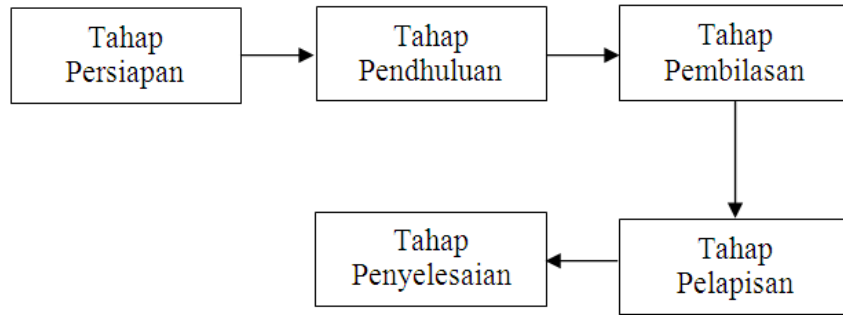 Tahap
Persiapan
Tahap
Pendhuluan
Tahap
Pembilasan
Tahap
Pelapisan
Tahap
Penyelesaian